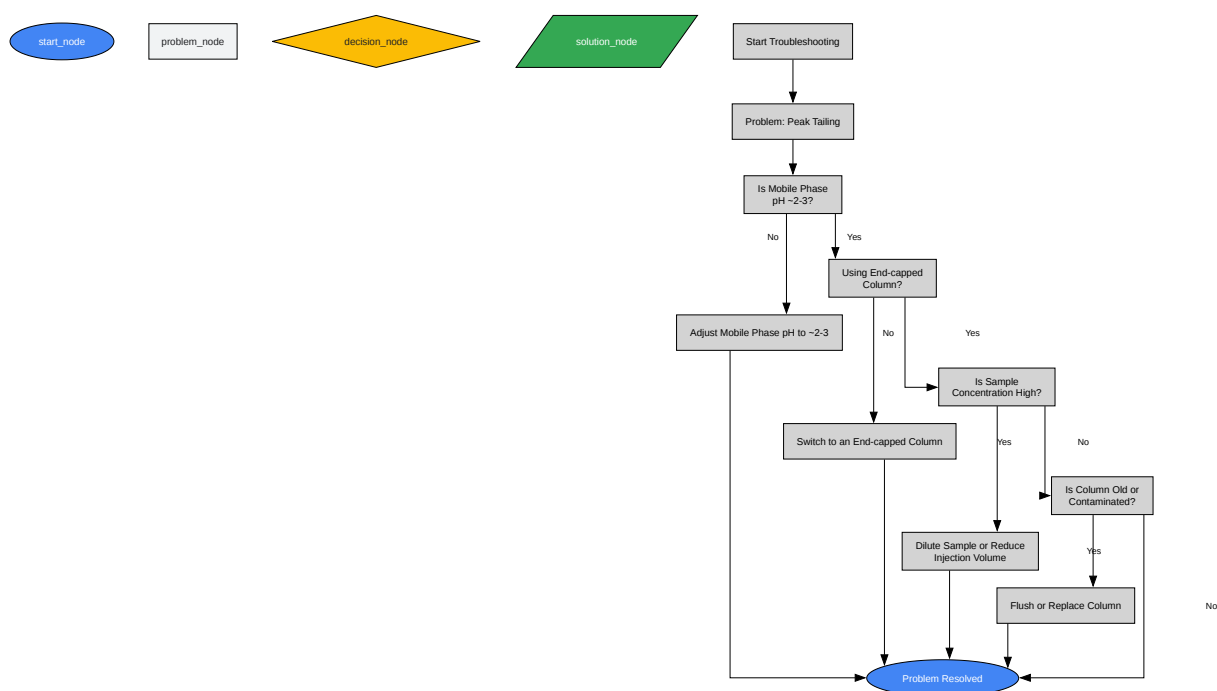 start_node
problem_node
decision_node
solution_node
Start Troubleshooting
Problem: Peak Tailing
Is Mobile Phase
pH ~2-3?
No
Yes
Using End-capped
Column?
Adjust Mobile Phase pH to ~2-3
No
Yes
Is Sample
Concentration High?
Switch to an End-capped Column
Yes
No
Is Column Old or
Contaminated?
Dilute Sample or Reduce
Injection Volume
Yes
Flush or Replace Column
No
Problem Resolved